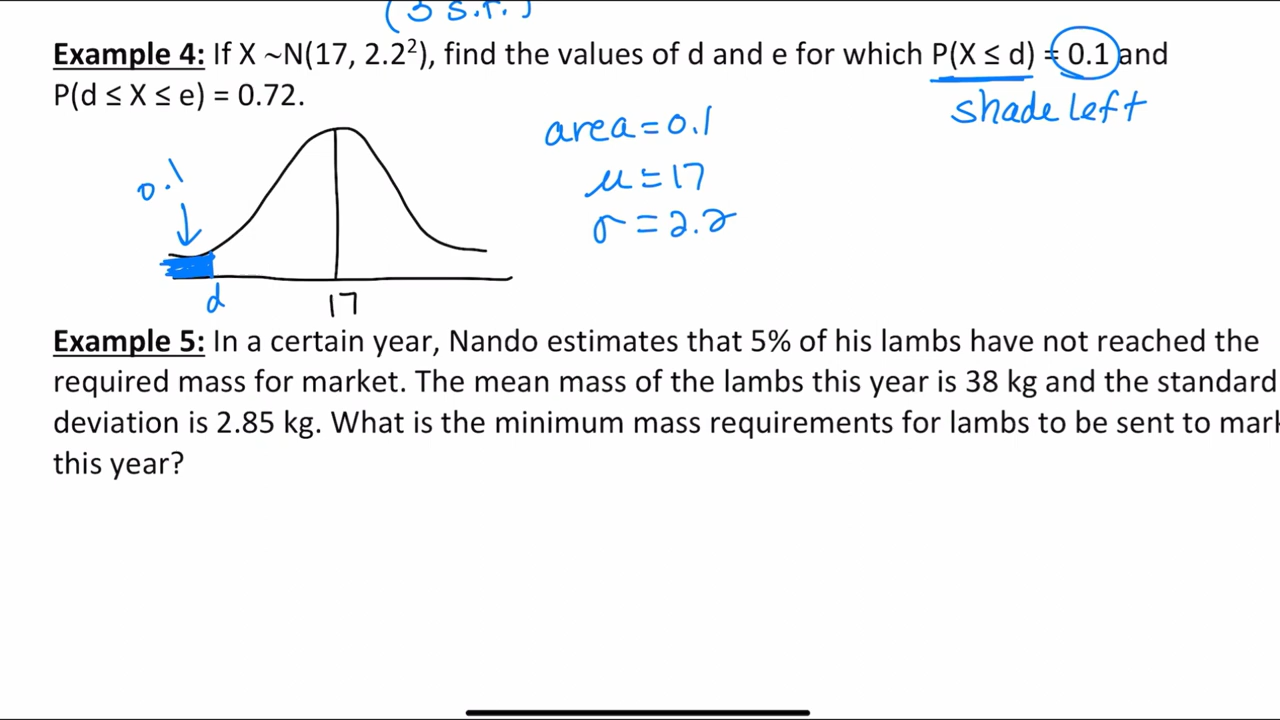 (3 s.f.)
Example 4: If X ~N(17, 2.2²), find the values of d and e for which P(X ≤ d) = 0.1 and
P(d ≤ X ≤ e) = 0.72.
shade left
area = 0.1
μ = 17
σ = 2.2
0.1
d
17
Example 5: In a certain year, Nando estimates that 5% of his lambs have not reached the
required mass for market. The mean mass of the lambs this year is 38 kg and the standard
deviation is 2.85 kg. What is the minimum mass requirements for lambs to be sent to mar
this year?